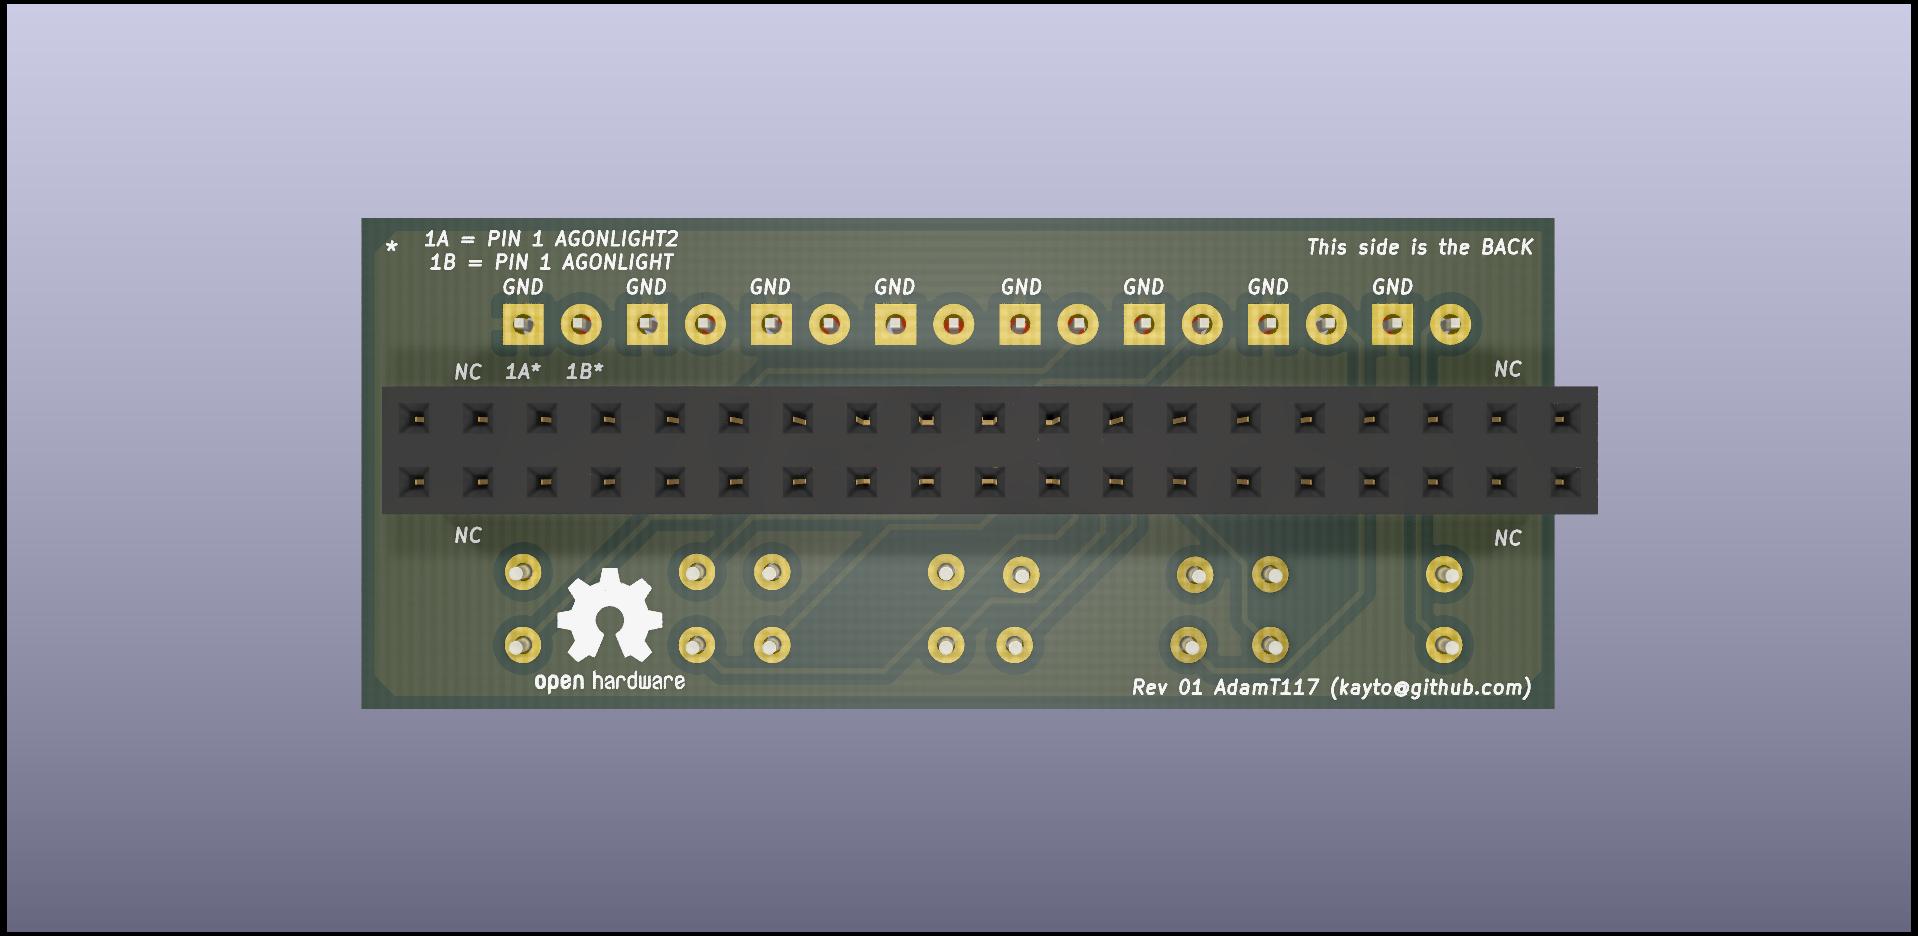 * 1A = PIN 1 AGONLIGHT2
1B = PIN 1 AGONLIGHT
This side is the BACK
GND GND GND GND GND GND GND GND
NC 1A* 1B* NC
NC NC
open hardware
Rev 01 AdamT117 (kayto@github.com)